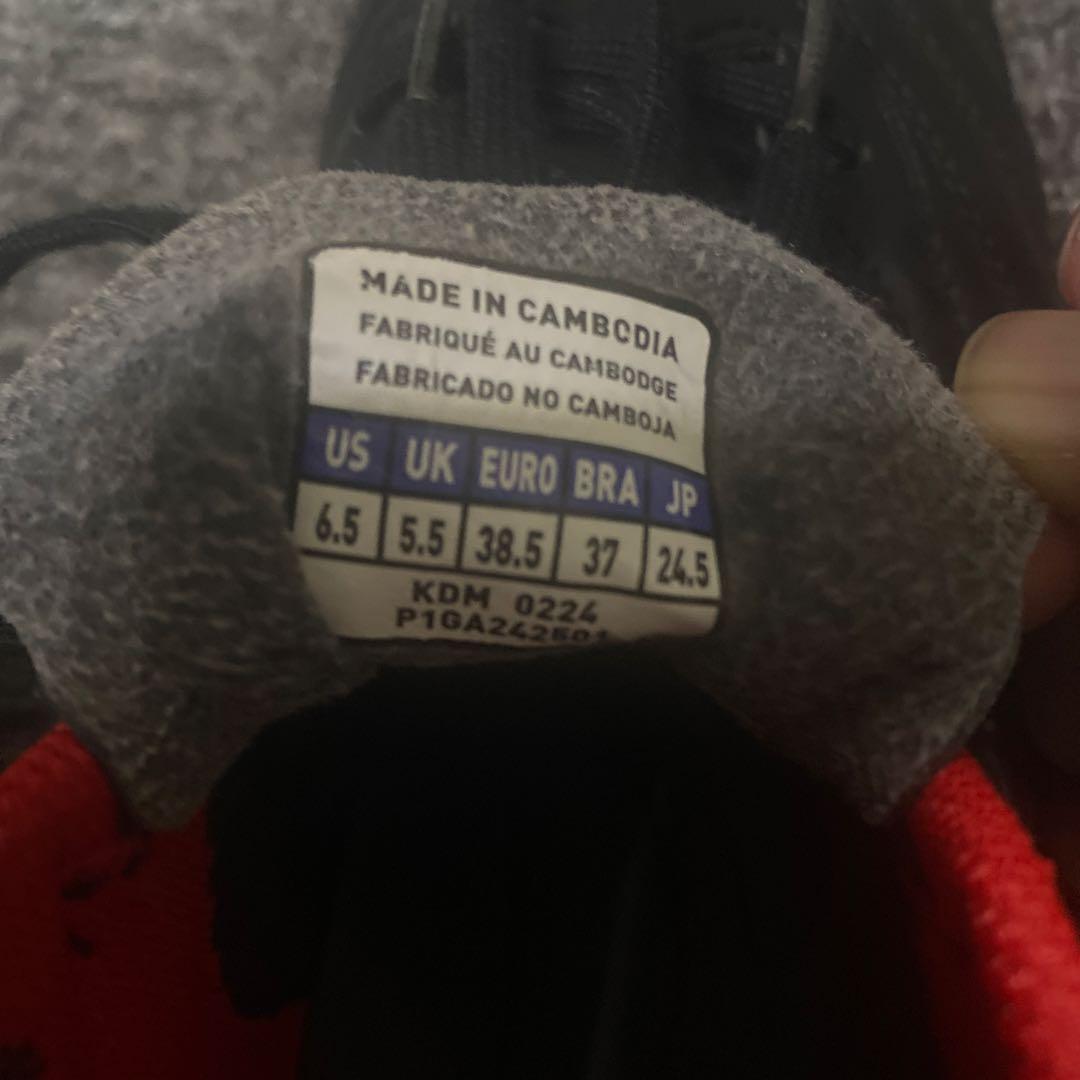 MADE IN CAMBODIA
FABRIQUÉ AU CAMBODGE
FABRICADO NO CAMBOJA
US UK EURO BRA JP
6.5 5.5 38.5 37 24.5
KDM 0224